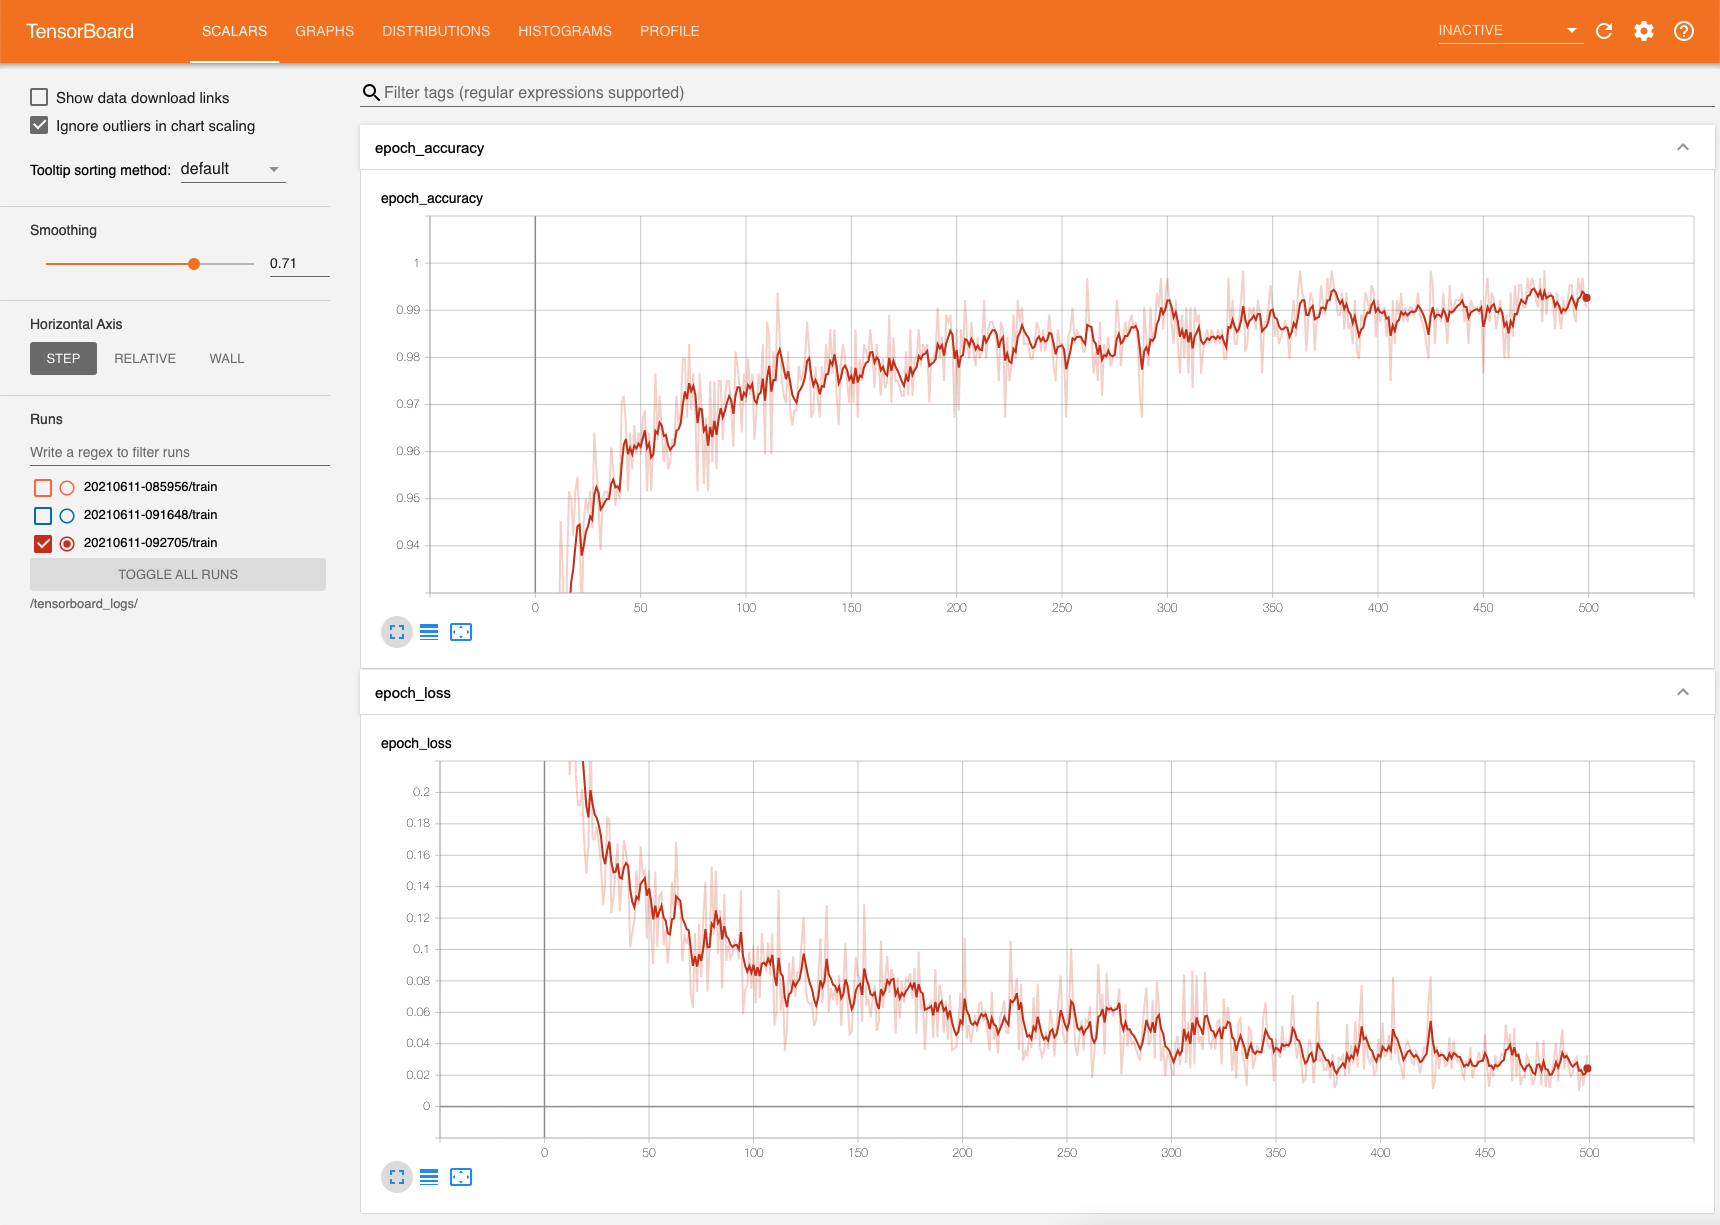 TensorBoard
SCALARS GRAPHS DISTRIBUTIONS HISTOGRAMS PROFILE INACTIVE
Show data download links
Ignore outliers in chart scaling
Tooltip sorting method: default
Smoothing
0.71
Horizontal Axis
STEP RELATIVE WALL
Runs
Write a regex to filter runs
20210611-085956/train
20210611-091648/train
20210611-092705/train
TOGGLE ALL RUNS
/tensorboard_logs/
Filter tags (regular expressions supported)
epoch_accuracy
epoch_accuracy
1
0.99
0.98
0.97
0.96
0.95
0.94
0 50 100 150 200 250 300 350 400 450 500
epoch_loss
epoch_loss
0.2
0.18
0.16
0.14
0.12
0.1
0.08
0.06
0.04
0.02
0
0 50 100 150 200 250 300 350 400 450 500